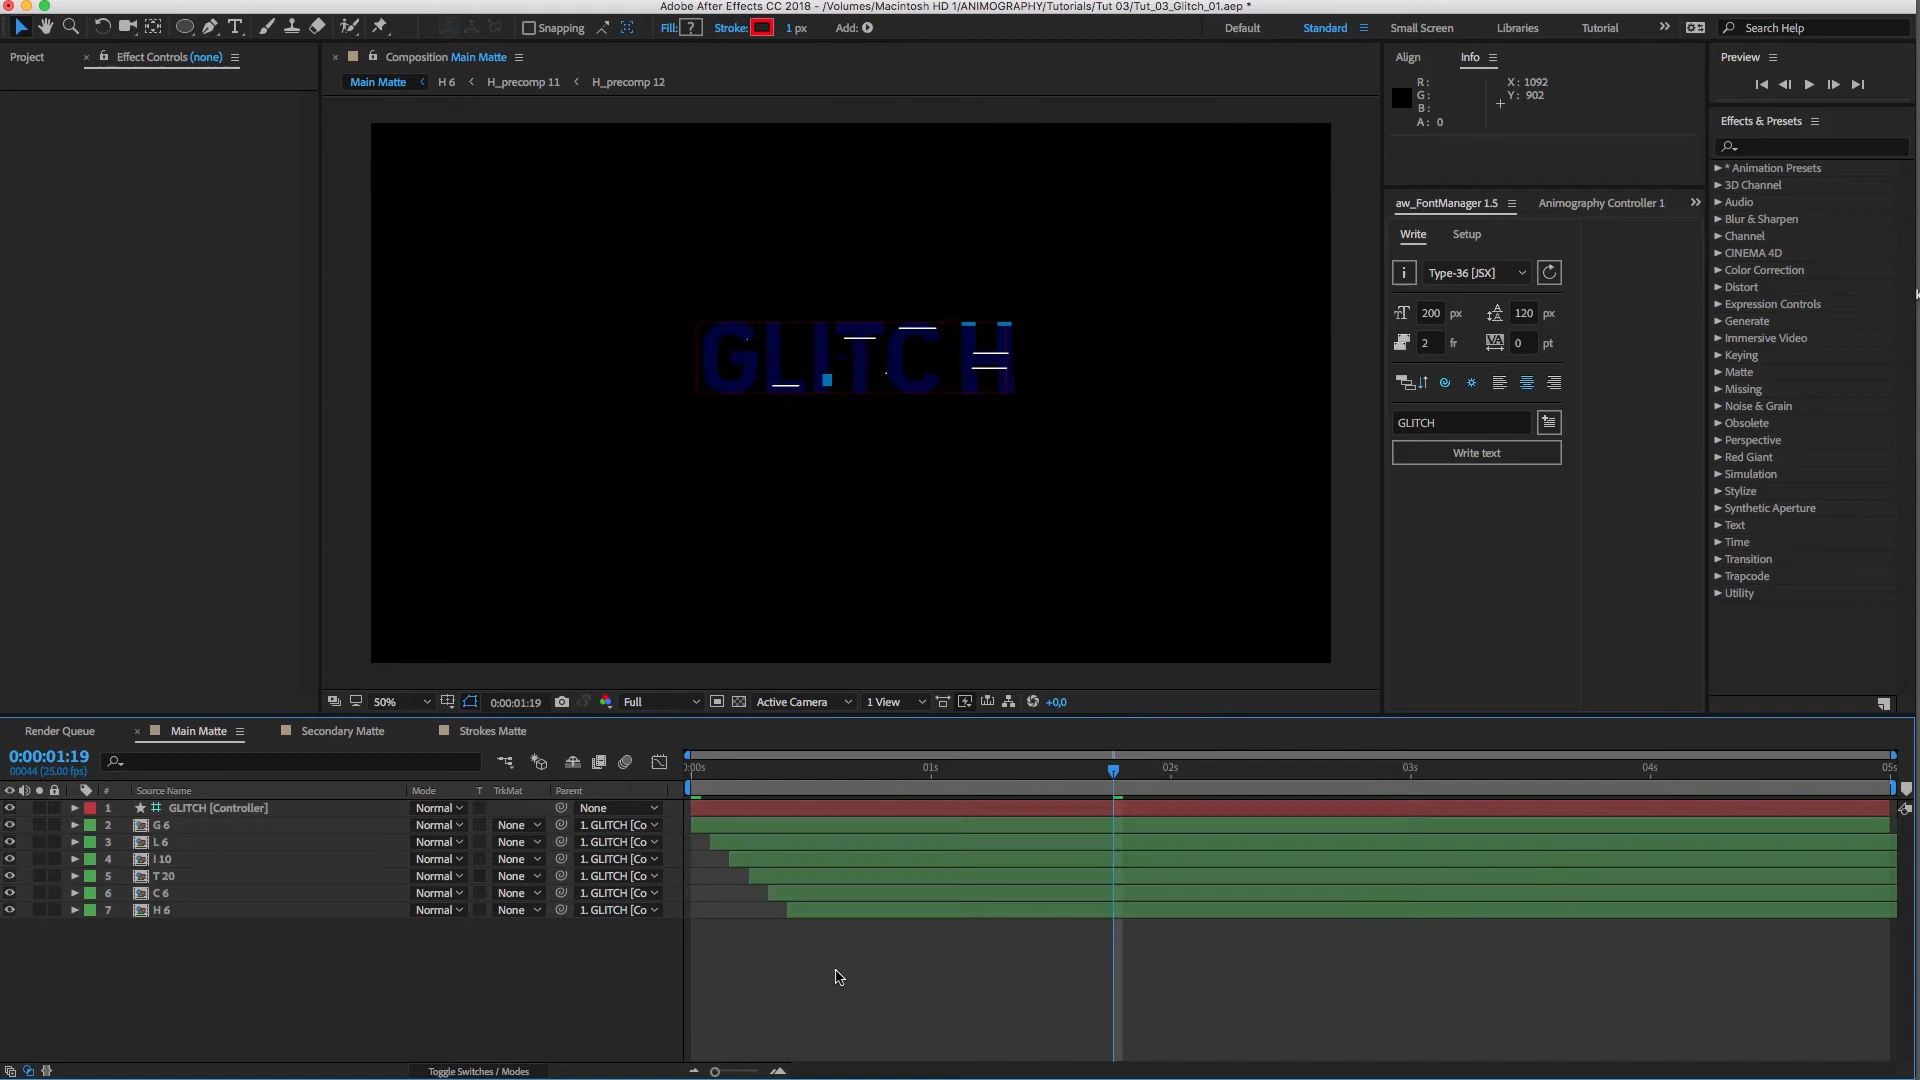 Adobe After Effects CC 2018 - /Volumes/Macintosh HD 1/ANIMOGRAPHY/Tutorials/Tut 03/Tut_03_Glitch_01.aep *
Snapping Fill: ? Stroke: 1 px Add: Default Standard Small Screen Libraries Tutorial Search Help
Project Effect Controls (none) Composition Main Matte Align Info Preview
Main Matte H 6 H_precomp 11 H_precomp 12
R: X: 1092
G: Y: 902
B:
A: 0
Effects & Presets
* Animation Presets
3D Channel
Audio
Blur & Sharpen
Channel
CINEMA 4D
Color Correction
Distort
Expression Controls
Generate
Immersive Video
Keying
Matte
Missing
Noise & Grain
Obsolete
Perspective
Red Giant
Simulation
Stylize
Synthetic Aperture
Text
Time
Transition
Trapcode
Utility
aw_FontManager 1.5 Animography Controller 1
Write Setup
i Type-36 [JSX]
200 px 120 px
2 fr VA 0 pt
GLITCH
Write text
GLITCH
50% 0:00:01:19 Full Active Camera 1 View +0,0
Render Queue Main Matte Secondary Matte Strokes Matte
0:00:01:19
00044 (25.00 fps)
:00s 01s 02s 03s 04s 05s
# Source Name Mode T TrkMat Parent
1 GLITCH [Controller] Normal None
2 G 6 Normal None 1. GLITCH [Co
3 L 6 Normal None 1. GLITCH [Co
4 I 10 Normal None 1. GLITCH [Co
5 T 20 Normal None 1. GLITCH [Co
6 C 6 Normal None 1. GLITCH [Co
7 H 6 Normal None 1. GLITCH [Co
Toggle Switches / Modes